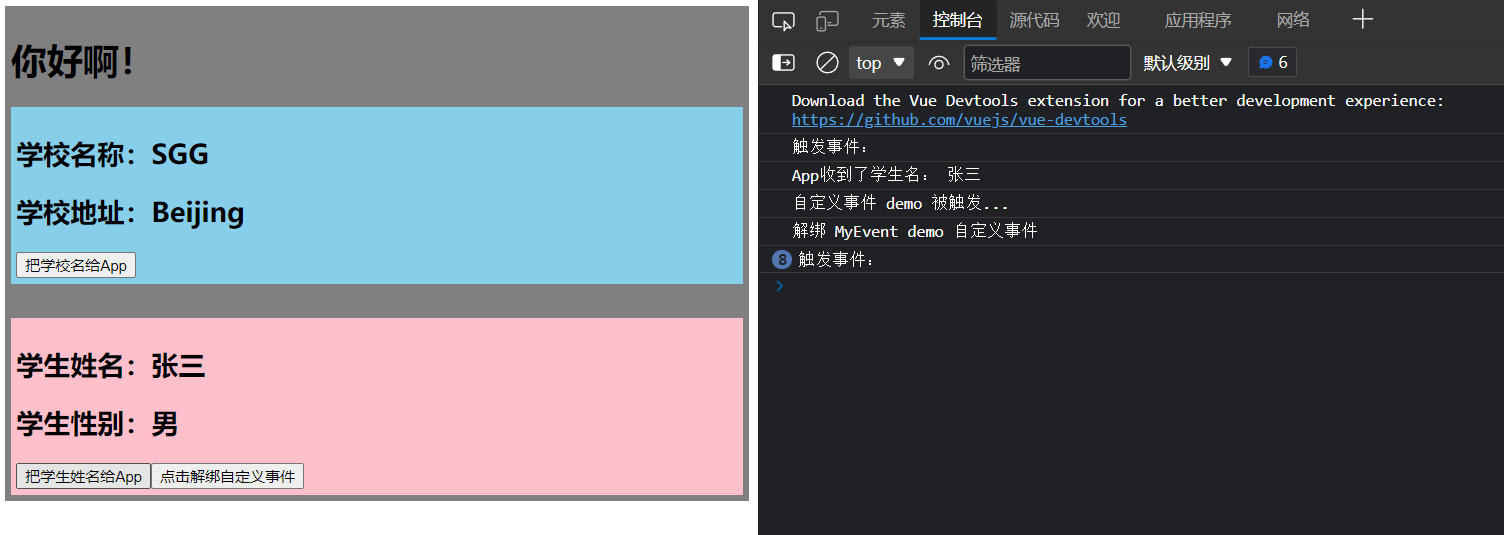 你好啊！
学校名称：SGG
学校地址：Beijing
把学校名给App
学生姓名：张三
学生性别：男
把学生姓名给App 点击解绑自定义事件
元素 控制台 源代码 欢迎 应用程序 网络
top ▼ 筛选器 默认级别 ▼ 6
Download the Vue Devtools extension for a better development experience:
https://github.com/vuejs/vue-devtools
触发事件：
App收到了学生名： 张三
自定义事件 demo 被触发...
解绑 MyEvent demo 自定义事件
8 触发事件：